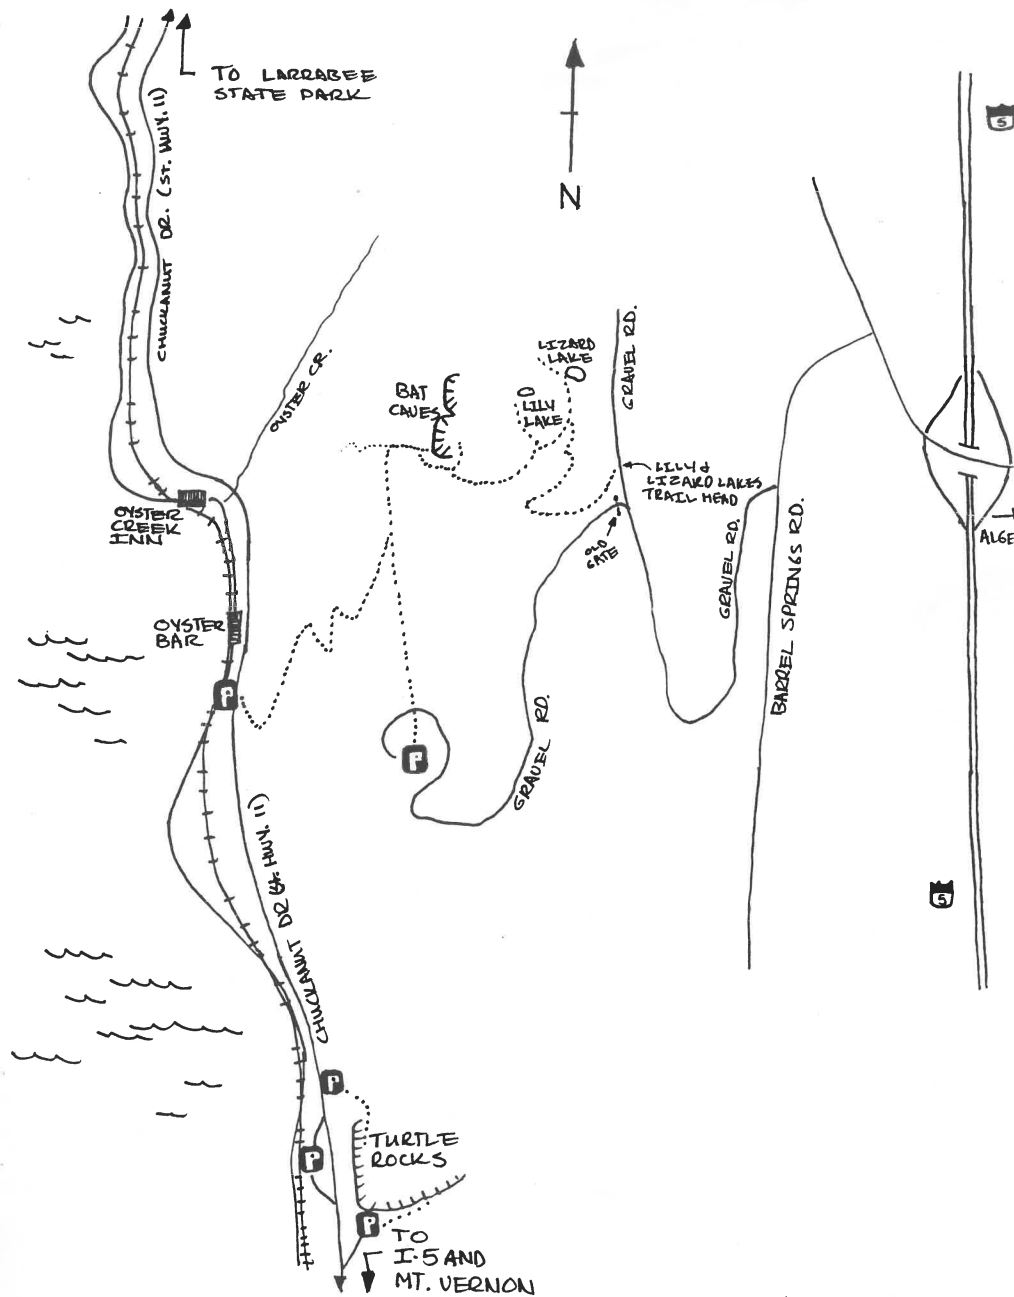 TO LARRABEE
STATE PARK
CHUCKANUT DR. (ST. HWY. 11)
N
5
OYSTER CR.
BAT
CAVES
LIZARD
LAKE
LILY
LAKE
GRAVEL RD.
LILLY &
LIZARD LAKES
TRAIL HEAD
OLD
GATE
GRAVEL RD.
BARREL SPRINGS RD.
ALGE
OYSTER
CREEK
INN
OYSTER
BAR
P
P
GRAVEL RD.
5
CHUCKANUT DR (ST. HWY. 11)
P
TURTLE
ROCKS
P
P
TO
I-5 AND
MT. VERNON